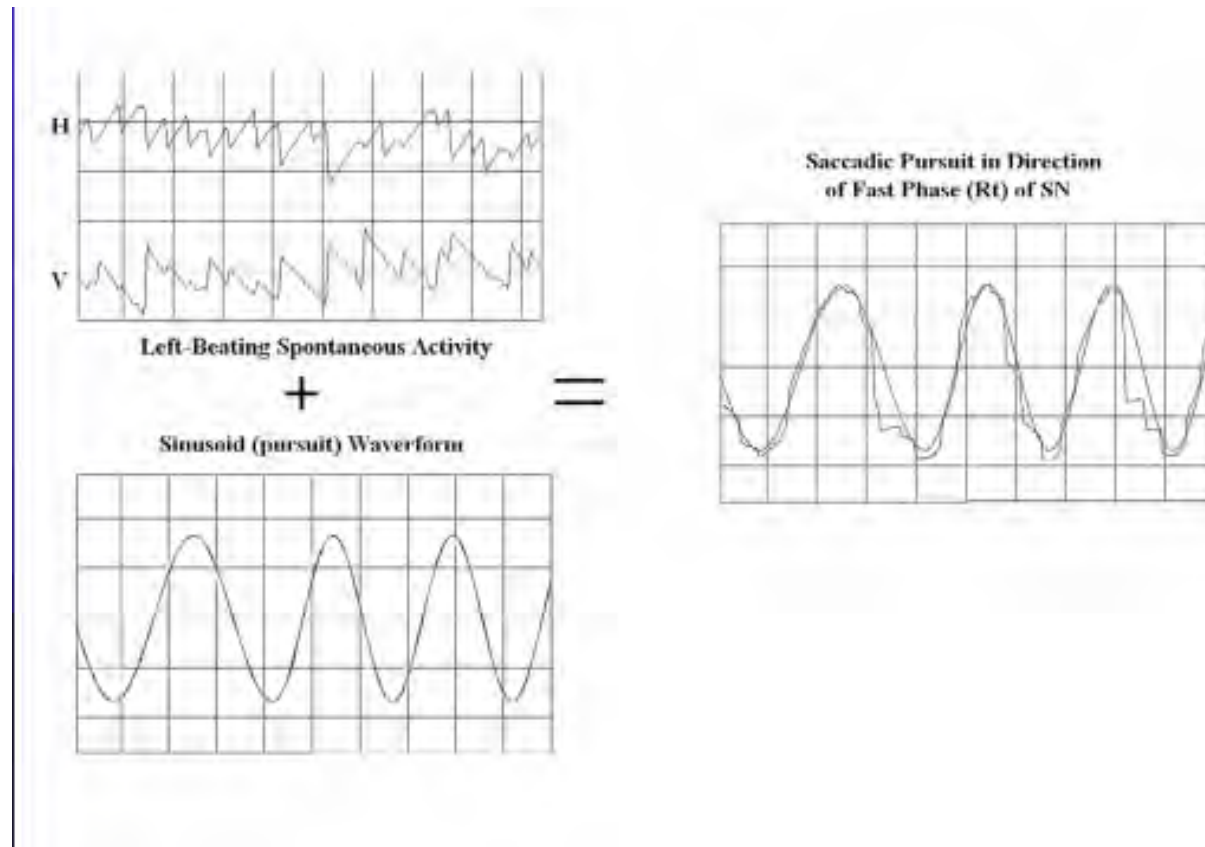 H
V
Left-Beating Spontaneous Activity
+
Sinusoid (pursuit) Waverform
=
Saccadic Pursuit in Direction
of Fast Phase (Rt) of SN